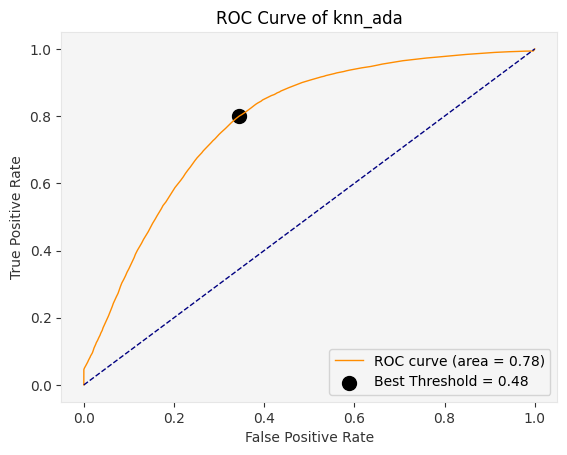 ROC Curve of knn_ada
True Positive Rate
1.0
0.8
0.6
0.4
0.2
0.0
ROC curve (area = 0.78)
Best Threshold = 0.48
0.0 0.2 0.4 0.6 0.8 1.0
False Positive Rate